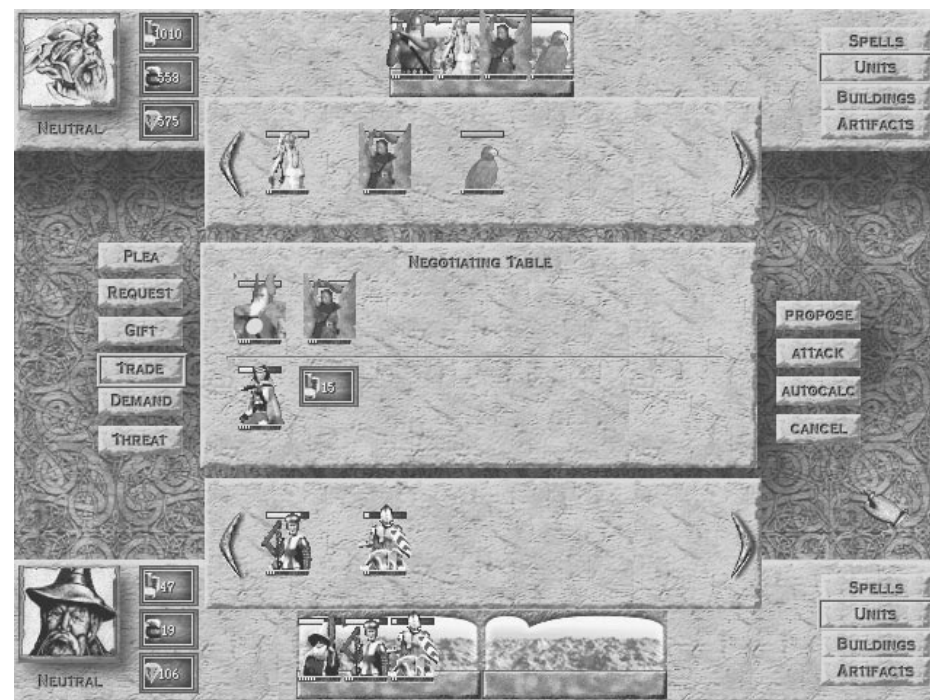 1010
558
575
NEUTRAL
SPELLS
UNITS
BUILDINGS
ARTIFACTS
PLEA
REQUEST
GIFT
TRADE
DEMAND
THREAT
NEGOTIATING TABLE
15
PROPOSE
ATTACK
AUTOCALC
CANCEL
47
19
106
NEUTRAL
SPELLS
UNITS
BUILDINGS
ARTIFACTS